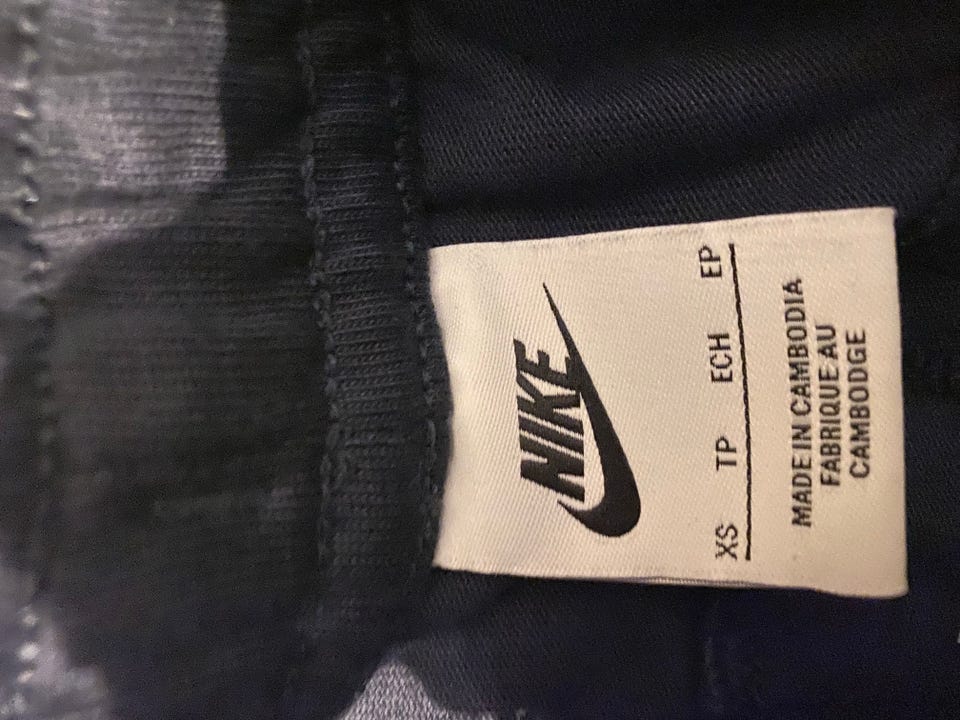 NIKE
XS TP ECH EP
MADE IN CAMBODIA
FABRIQUE AU
CAMBODGE